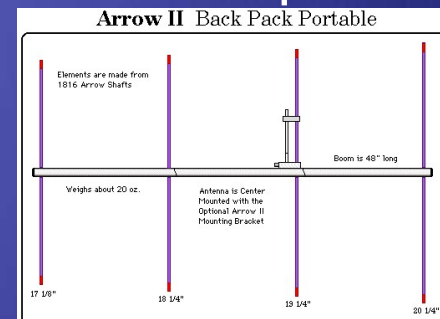 Arrow II Back Pack Portable
Elements are made from
1816 Arrow Shafts
Boom is 48" long
Weighs about 20 oz.
Antenna is Center
Mounted with the
Optional Arrow II
Mounting Bracket
17 1/8"
18 1/4"
19 1/4"
20 1/4"